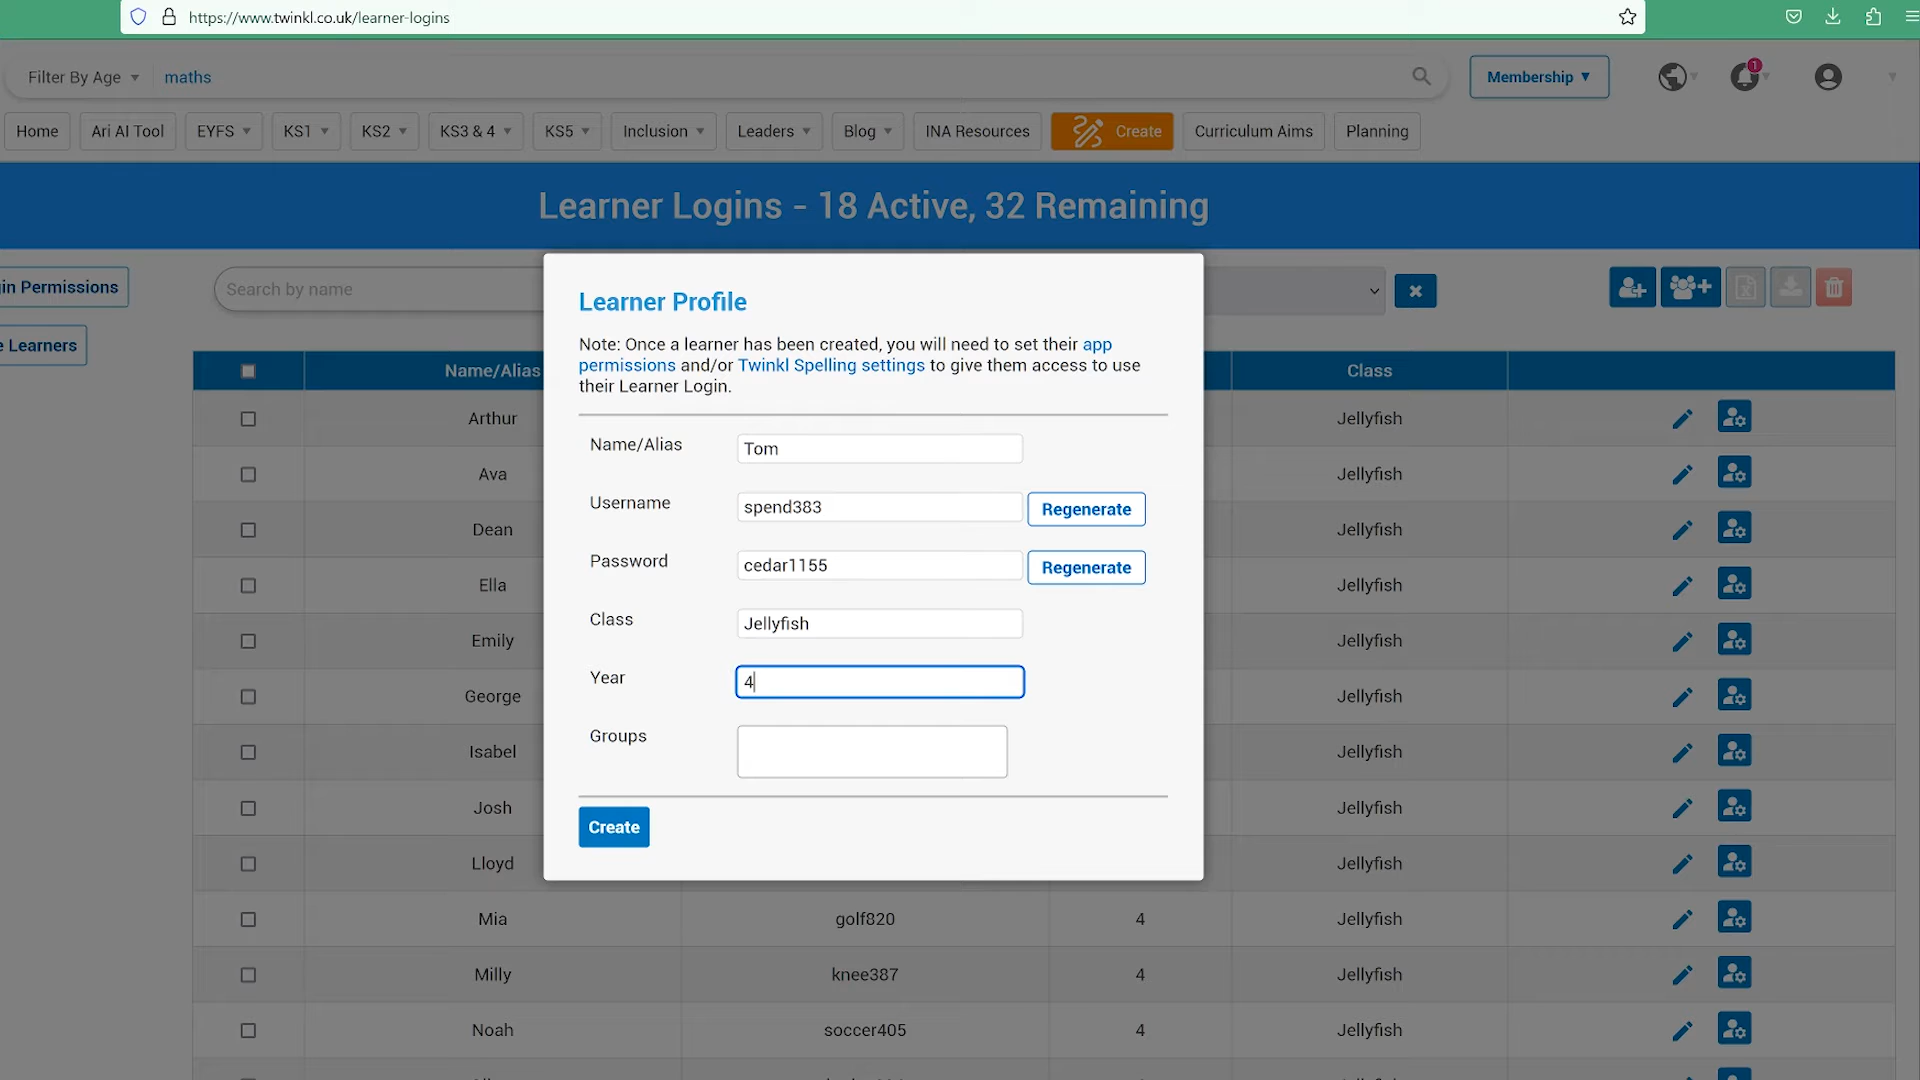 https://www.twinkl.co.uk/learner-logins
Filter By Age
maths
Membership
1
Home
Ari AI Tool
EYFS
KS1
KS2
KS3 & 4
KS5
Inclusion
Leaders
Blog
INA Resources
Create
Curriculum Aims
Planning
Learner Logins - 18 Active, 32 Remaining
in Permissions
Search by name
e Learners
Name/Alias
Class
Arthur
Jellyfish
Ava
Jellyfish
Dean
Jellyfish
Ella
Jellyfish
Emily
Jellyfish
George
Jellyfish
Isabel
Jellyfish
Josh
Jellyfish
Lloyd
Jellyfish
Mia
golf820
4
Jellyfish
Milly
knee387
4
Jellyfish
Noah
soccer405
4
Jellyfish
Learner Profile
Note: Once a learner has been created, you will need to set their app
permissions and/or Twinkl Spelling settings to give them access to use
their Learner Login.
Name/Alias
Tom
Username
spend383
Regenerate
Password
cedar1155
Regenerate
Class
Jellyfish
Year
4
Groups
Create